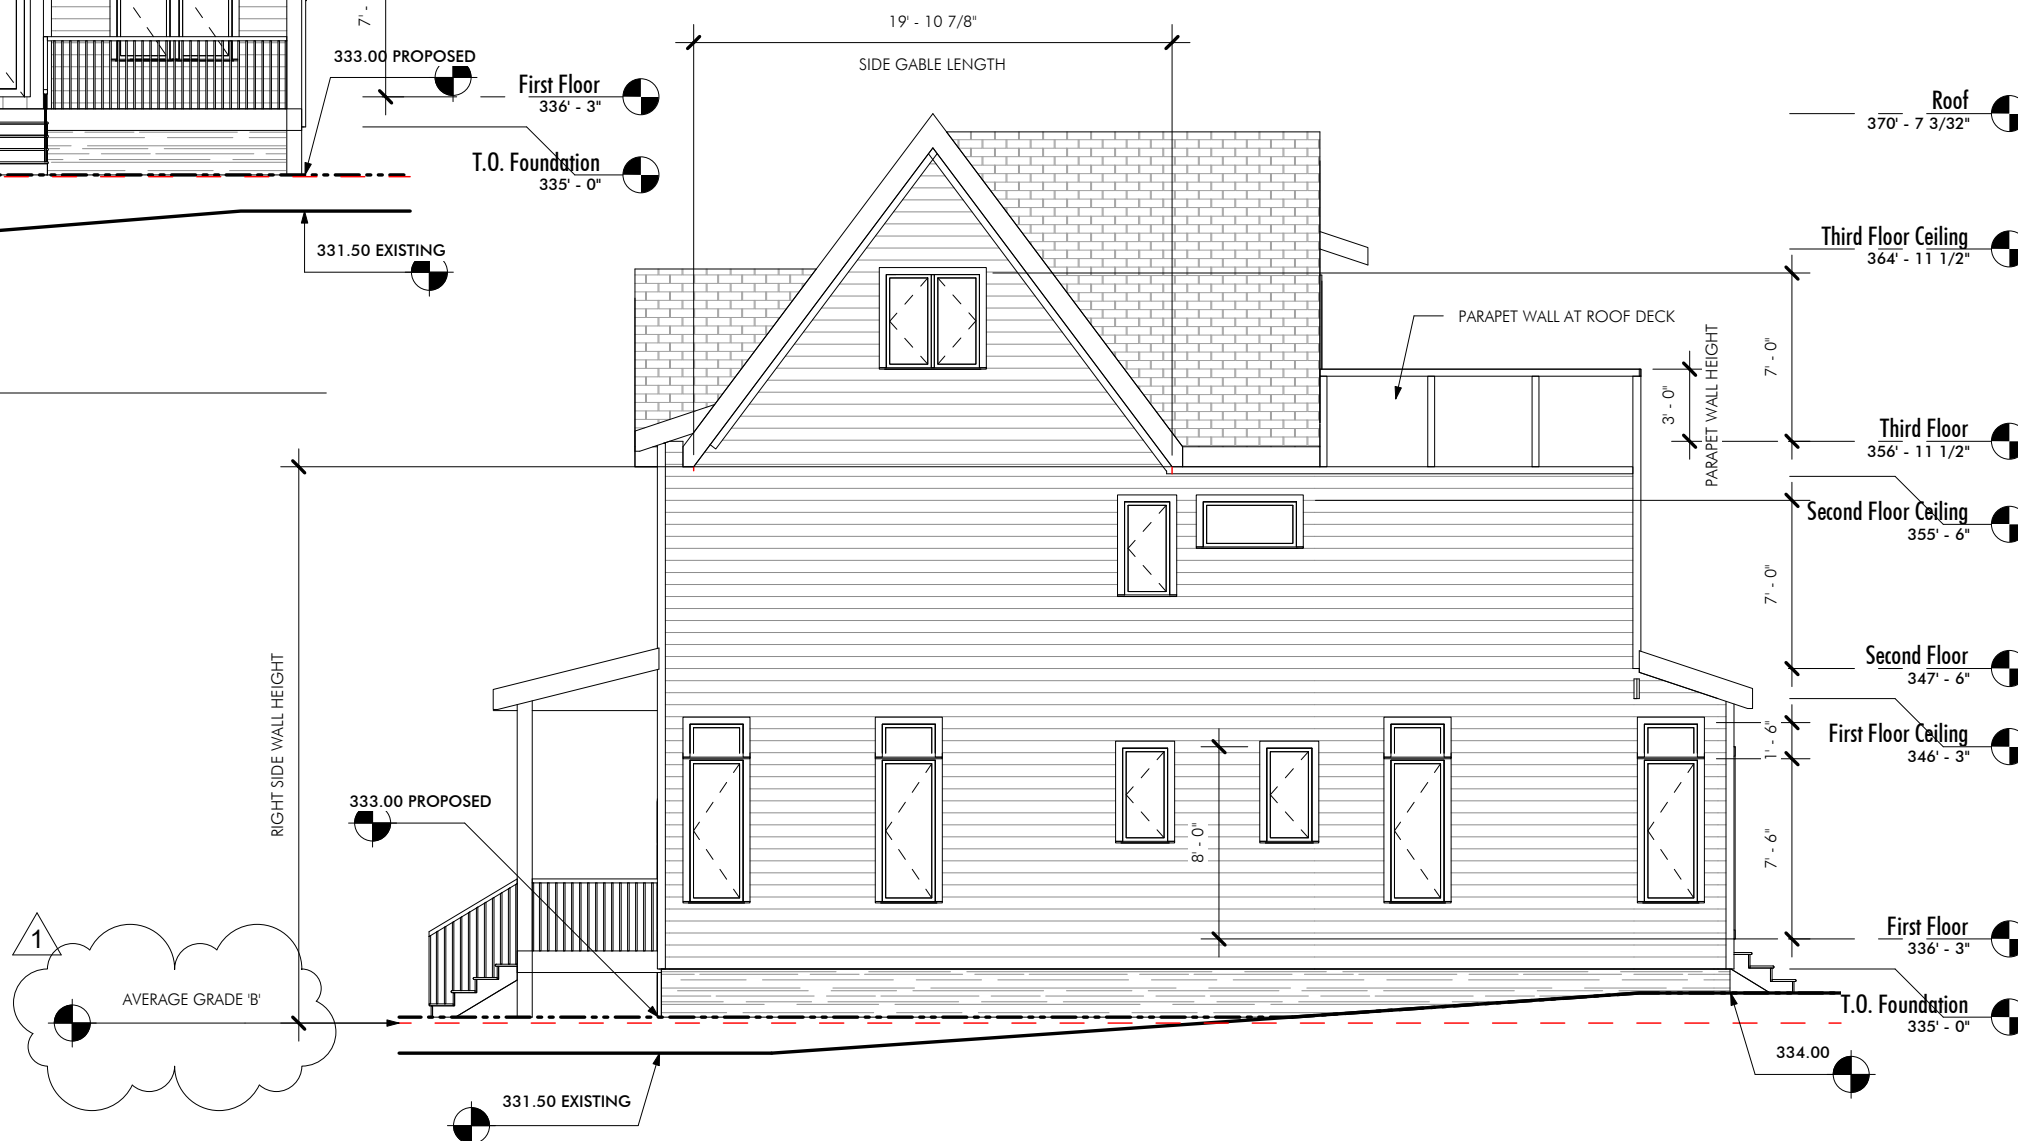 7'-
333.00 PROPOSED
First Floor
336' - 3"
T.O. Foundation
335' - 0"
331.50 EXISTING
19' - 10 7/8"
SIDE GABLE LENGTH
Roof
370' - 7 3/32"
Third Floor Ceiling
364' - 11 1/2"
PARAPET WALL AT ROOF DECK
7' - 0"
3' - 0"
PARAPET WALL HEIGHT
Third Floor
356' - 11 1/2"
Second Floor Ceiling
355' - 6"
7' - 0"
Second Floor
347' - 6"
1' - 6"
First Floor Ceiling
346' - 3"
RIGHT SIDE WALL HEIGHT
333.00 PROPOSED
8' - 0"
7' - 6"
First Floor
336' - 3"
1
AVERAGE GRADE 'B'
T.O. Foundation
335' - 0"
334.00
331.50 EXISTING